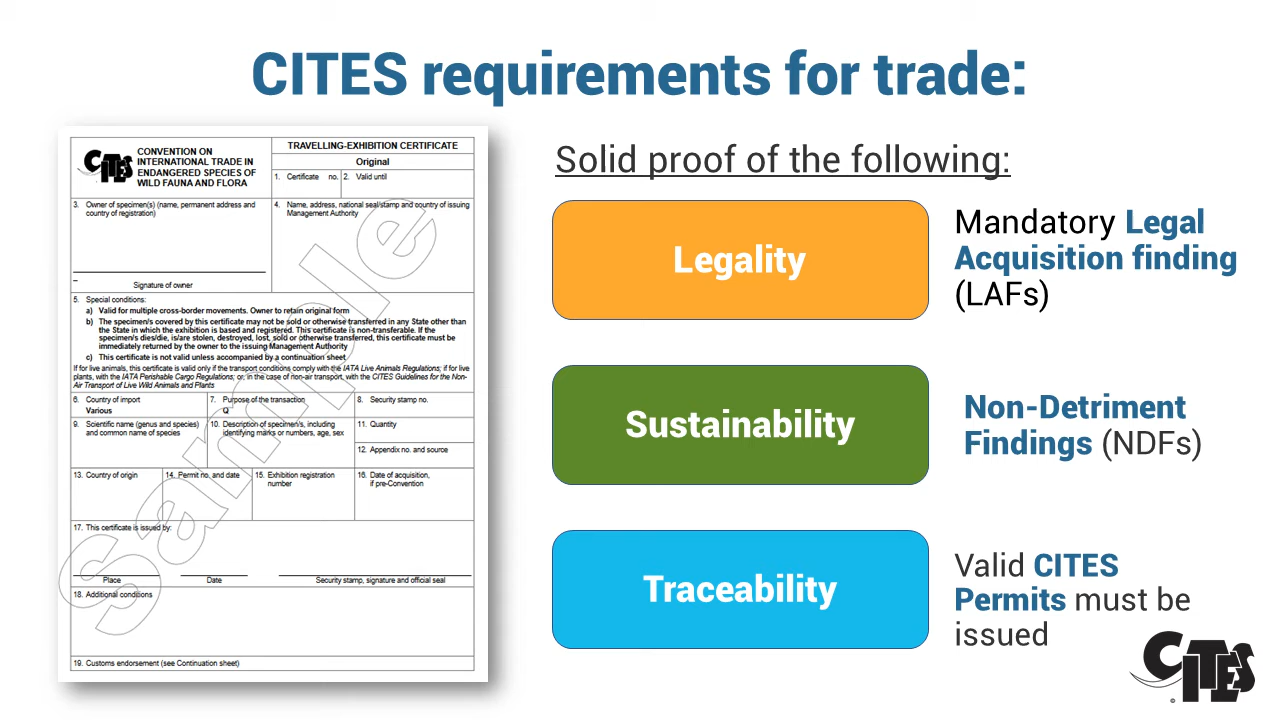 CITES requirements for trade:
CITES
CONVENTION ON
INTERNATIONAL TRADE IN
ENDANGERED SPECIES OF
WILD FAUNA AND FLORA
TRAVELLING-EXHIBITION CERTIFICATE
Original
1. Certificate no.
2. Valid until
3. Owner of specimen(s) (name, permanent address and
country of registration)
Signature of owner
4. Name, address, national seal/stamp and country of issuing
Management Authority
5. Special conditions:
a) Valid for multiple cross-border movements. Owner to retain original form
b) The specimen/s covered by this certificate may not be sold or otherwise transferred in any State other than
the State in which the exhibition is based and registered. This certificate is non-transferable. If the
specimen/s dies/die, is/are stolen, destroyed, lost, sold or otherwise transferred, this certificate must be
immediately returned by the owner to the issuing Management Authority
c) This certificate is not valid unless accompanied by a continuation sheet
If for live animals, this certificate is valid only if the transport conditions comply with the IATA Live Animals Regulations; if for live
plants, with the IATA Perishable Cargo Regulations; or, in the case of non-air transport, with the CITES Guidelines for the Non-
Air Transport of Live Wild Animals and Plants
6. Country of import
Various
7. Purpose of the transaction
Q
8. Security stamp no.
9. Scientific name (genus and species)
and common name of species
10. Description of specimen/s, including
identifying marks or numbers, age, sex
11. Quantity
12. Appendix no. and source
13. Country of origin
14. Permit no. and date
15. Exhibition registration
number
16. Date of acquisition,
if pre-Convention
17. This certificate is issued by:
Place
Date
Security stamp, signature and official seal
18. Additional conditions
19. Customs endorsement (see Continuation sheet)
Sample
Solid proof of the following:
Legality
Mandatory Legal
Acquisition finding
(LAFs)
Sustainability
Non-Detriment
Findings (NDFs)
Traceability
Valid CITES
Permits must be
issued
CITES
®